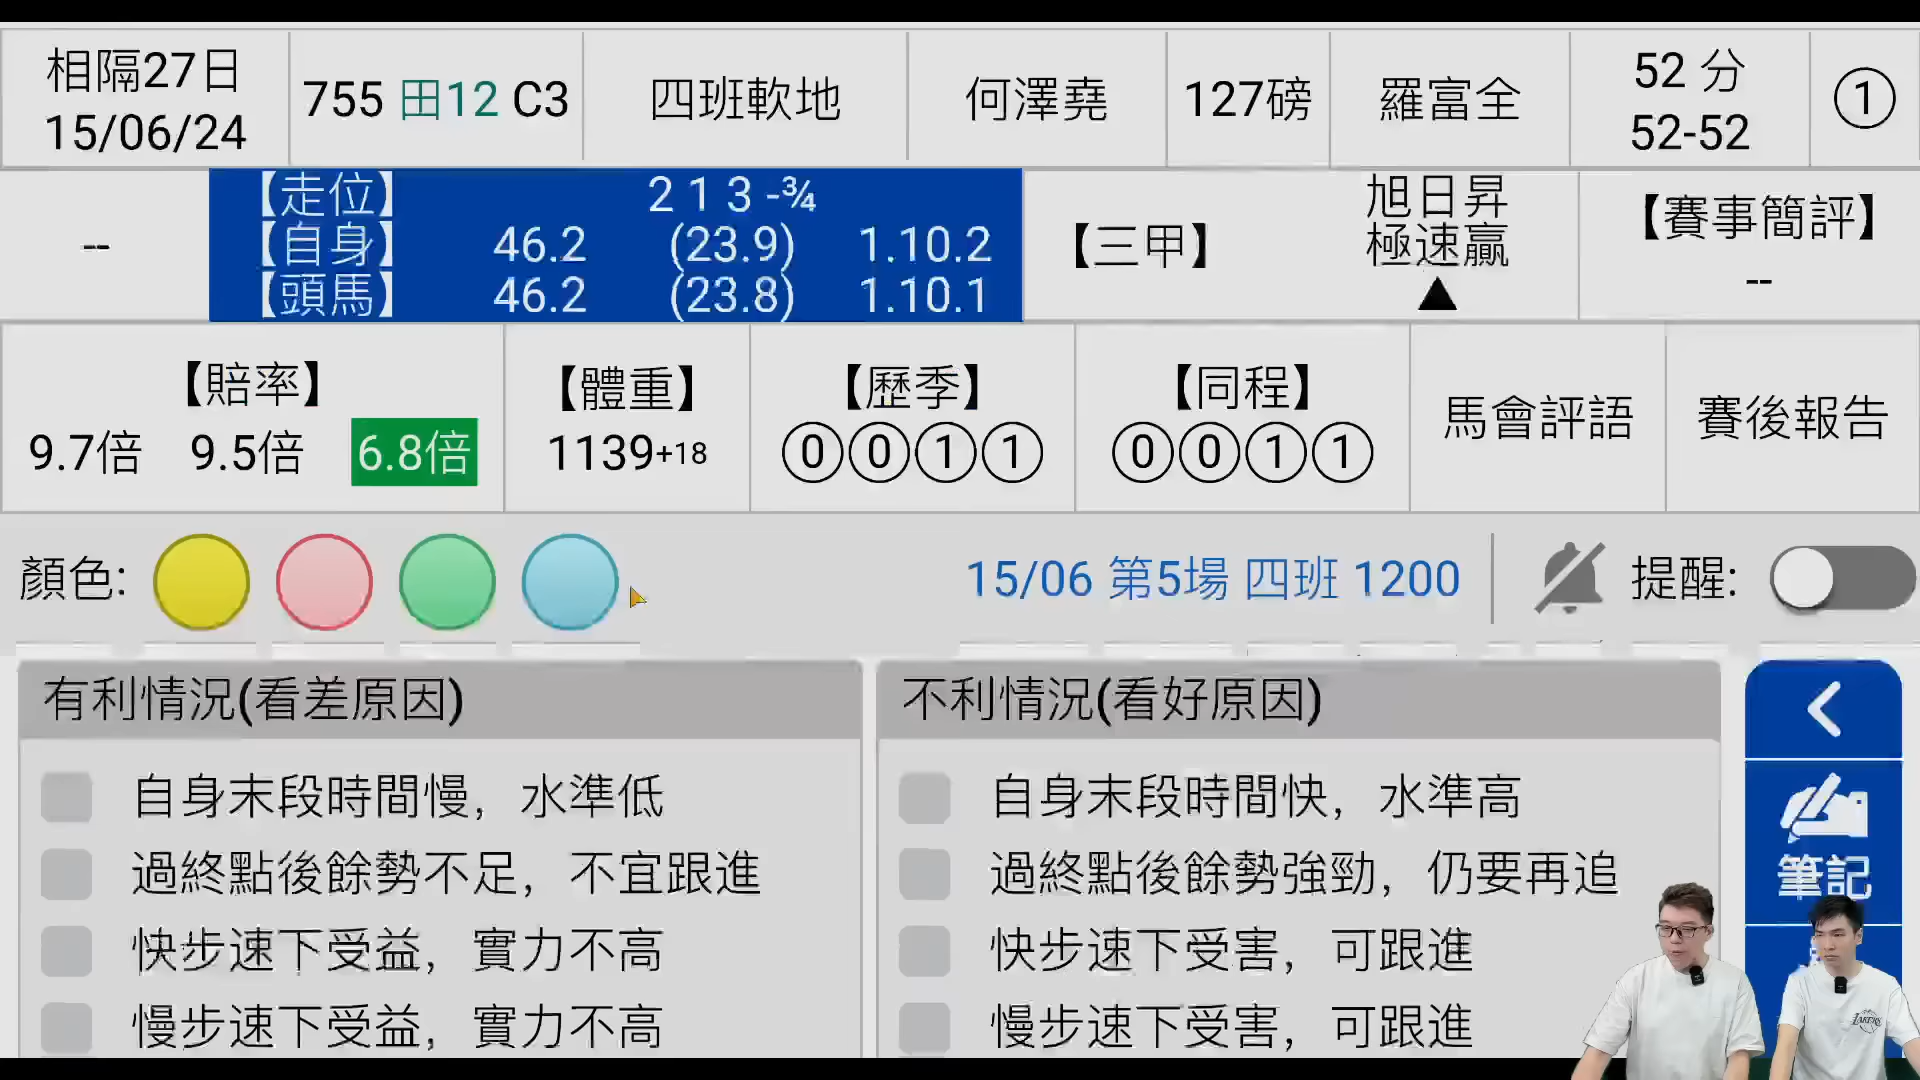 相隔27日
15/06/24
755 田12 C3
四班軟地
何澤堯
127磅
羅富全
52 分
52-52
1
--
【走位】 2 1 3 -¾
【自身】 46.2 (23.9) 1.10.2
【頭馬】 46.2 (23.8) 1.10.1
【三甲】
旭日昇
極速贏
▲
【賽事簡評】
--
【賠率】
9.7倍 9.5倍 6.8倍
【體重】
1139+18
【歷季】
0 0 1 1
【同程】
0 0 1 1
馬會評語
賽後報告
顏色:
15/06 第5場 四班 1200
提醒:
有利情況(看差原因)
自身末段時間慢，水準低
過終點後餘勢不足，不宜跟進
快步速下受益，實力不高
慢步速下受益，實力不高
不利情況(看好原因)
自身末段時間快，水準高
過終點後餘勢強勁，仍要再追
快步速下受害，可跟進
慢步速下受害，可跟進
筆記
LAKERS